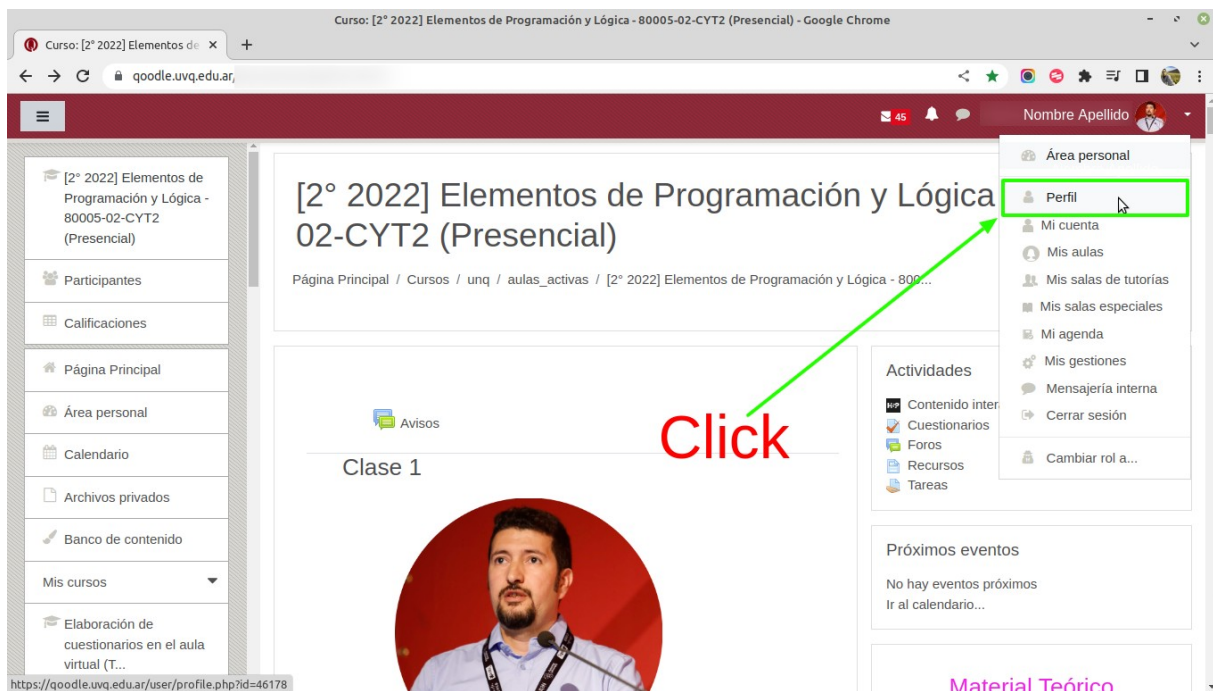 Curso: [2° 2022] Elementos de Programación y Lógica - 80005-02-CYT2 (Presencial) - Google Chrome
Curso: [2° 2022] Elementos de
qoodle.uvq.edu.ar,
45
Nombre Apellido
Área personal
Perfil
Mi cuenta
Mis aulas
Mis salas de tutorías
Mis salas especiales
Mi agenda
Mis gestiones
Mensajería interna
Cerrar sesión
Cambiar rol a...
[2° 2022] Elementos de
Programación y Lógica -
80005-02-CYT2
(Presencial)
Participantes
Calificaciones
Página Principal
Área personal
Calendario
Archivos privados
Banco de contenido
Mis cursos
Elaboración de
cuestionarios en el aula
virtual (T...
[2° 2022] Elementos de Programación y Lógica
02-CYT2 (Presencial)
Página Principal / Cursos / unq / aulas_activas / [2° 2022] Elementos de Programación y Lógica - 800...
Avisos
Click
Clase 1
Actividades
H5P Contenido inter
Cuestionarios
Foros
Recursos
Tareas
Próximos eventos
No hay eventos próximos
Ir al calendario...
Material Teórico
https://qoodle.uvq.edu.ar/user/profile.php?id=46178